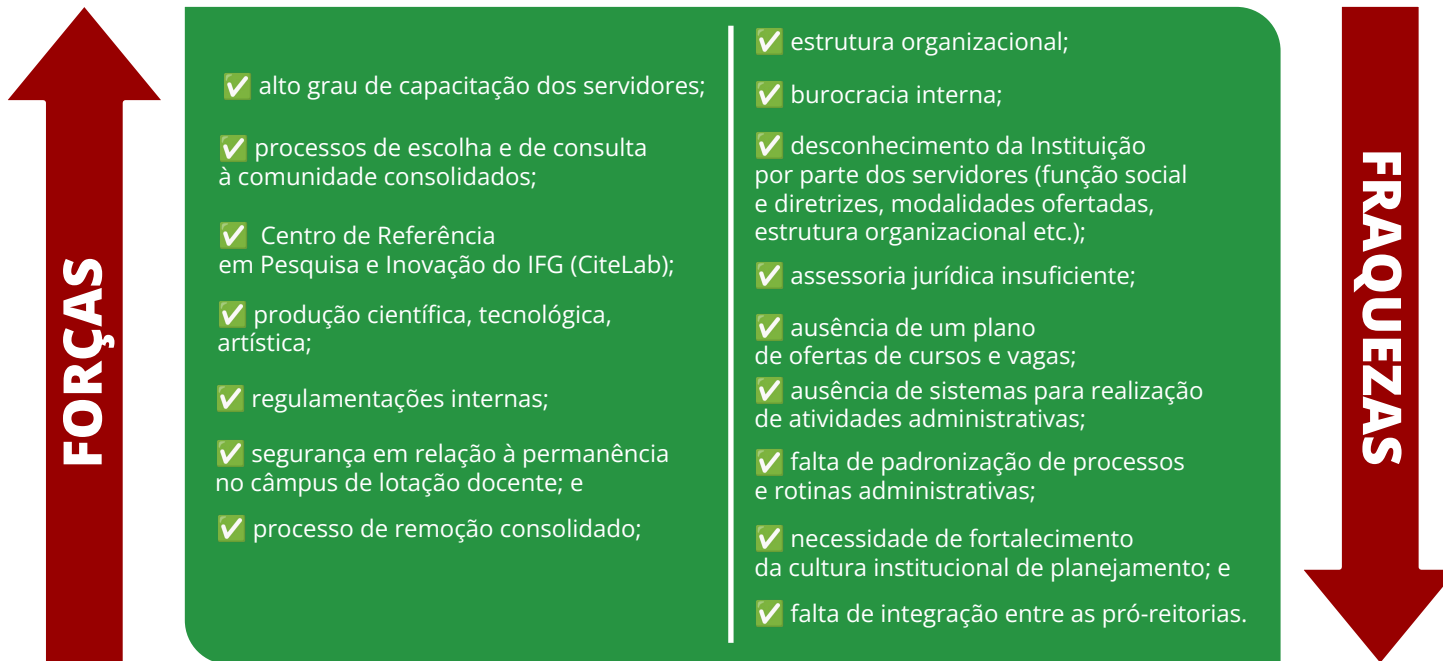 FORÇAS
✅ alto grau de capacitação dos servidores;
✅ processos de escolha e de consulta
à comunidade consolidados;
✅ Centro de Referência
em Pesquisa e Inovação do IFG (CiteLab);
✅ produção científica, tecnológica,
artística;
✅ regulamentações internas;
✅ segurança em relação à permanência
no câmpus de lotação docente; e
✅ processo de remoção consolidado;
✅ estrutura organizacional;
✅ burocracia interna;
✅ desconhecimento da Instituição
por parte dos servidores (função social
e diretrizes, modalidades ofertadas,
estrutura organizacional etc.);
✅ assessoria jurídica insuficiente;
✅ ausência de um plano
de ofertas de cursos e vagas;
✅ ausência de sistemas para realização
de atividades administrativas;
✅ falta de padronização de processos
e rotinas administrativas;
✅ necessidade de fortalecimento
da cultura institucional de planejamento; e
✅ falta de integração entre as pró-reitorias.
FRAQUEZAS